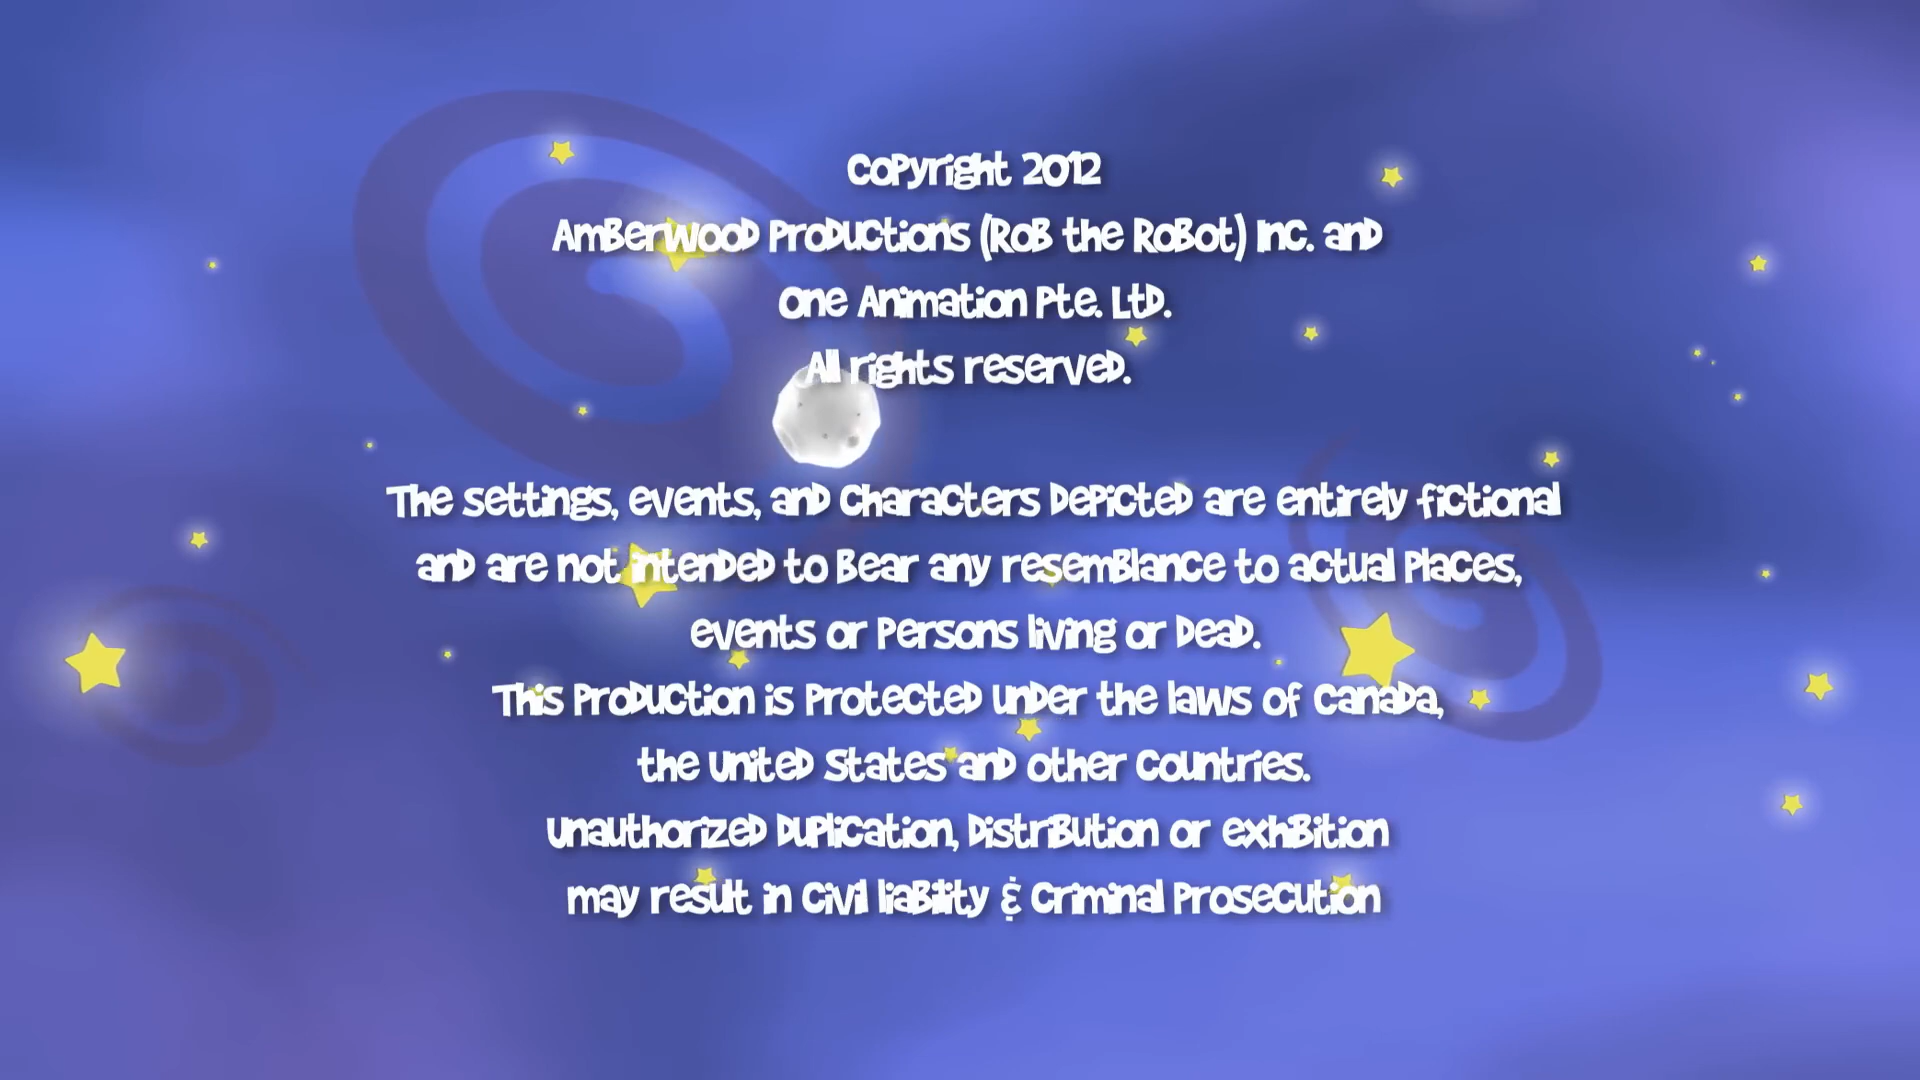 Copyright 2012
Amberwood Productions (Rob the Robot) Inc. and
One Animation Pte. Ltd.
All rights reserved.
The settings, events, and characters depicted are entirely fictional
and are not intended to bear any resemblance to actual places,
events or persons living or dead.
This production is protected under the laws of Canada,
the United States and other countries.
Unauthorized duplication, distribution or exhibition
may result in civil liability & criminal prosecution